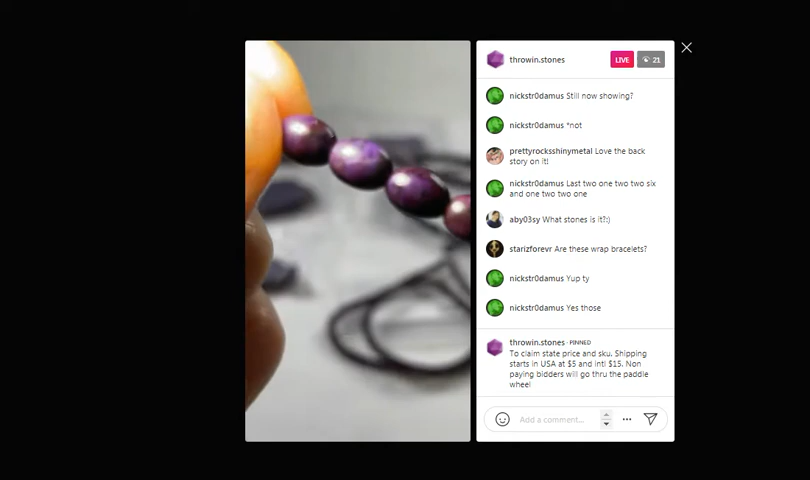 throwin.stones LIVE 21
nickstr0damus Still now showing?
nickstr0damus *not
prettyrocksshinymetal Love the back
story on it!
nickstr0damus Last two one two two six
and one two two one
aby03sy What stones is it?:)
starizforevr Are these wrap bracelets?
nickstr0damus Yup ty
nickstr0damus Yes those
throwin.stones · PINNED
To claim state price and sku. Shipping
starts in USA at $5 and intl $15. Non
paying bidders will go thru the paddle
wheel
Add a comment...